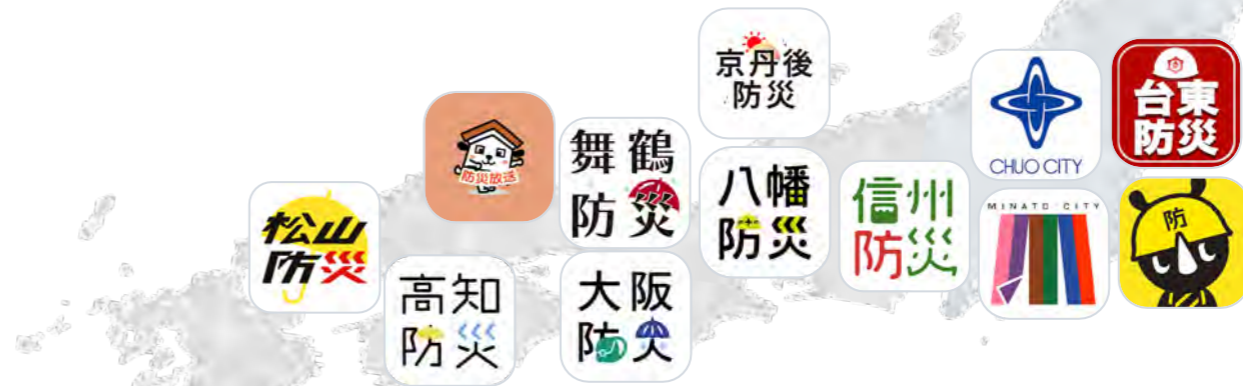 松山
防災
防災放送
高知
防災
舞鶴
防災
大阪
防災
京丹後
防災
八幡
防災
信州
防災
CHUO CITY
MINATO CITY
台東
防災
防